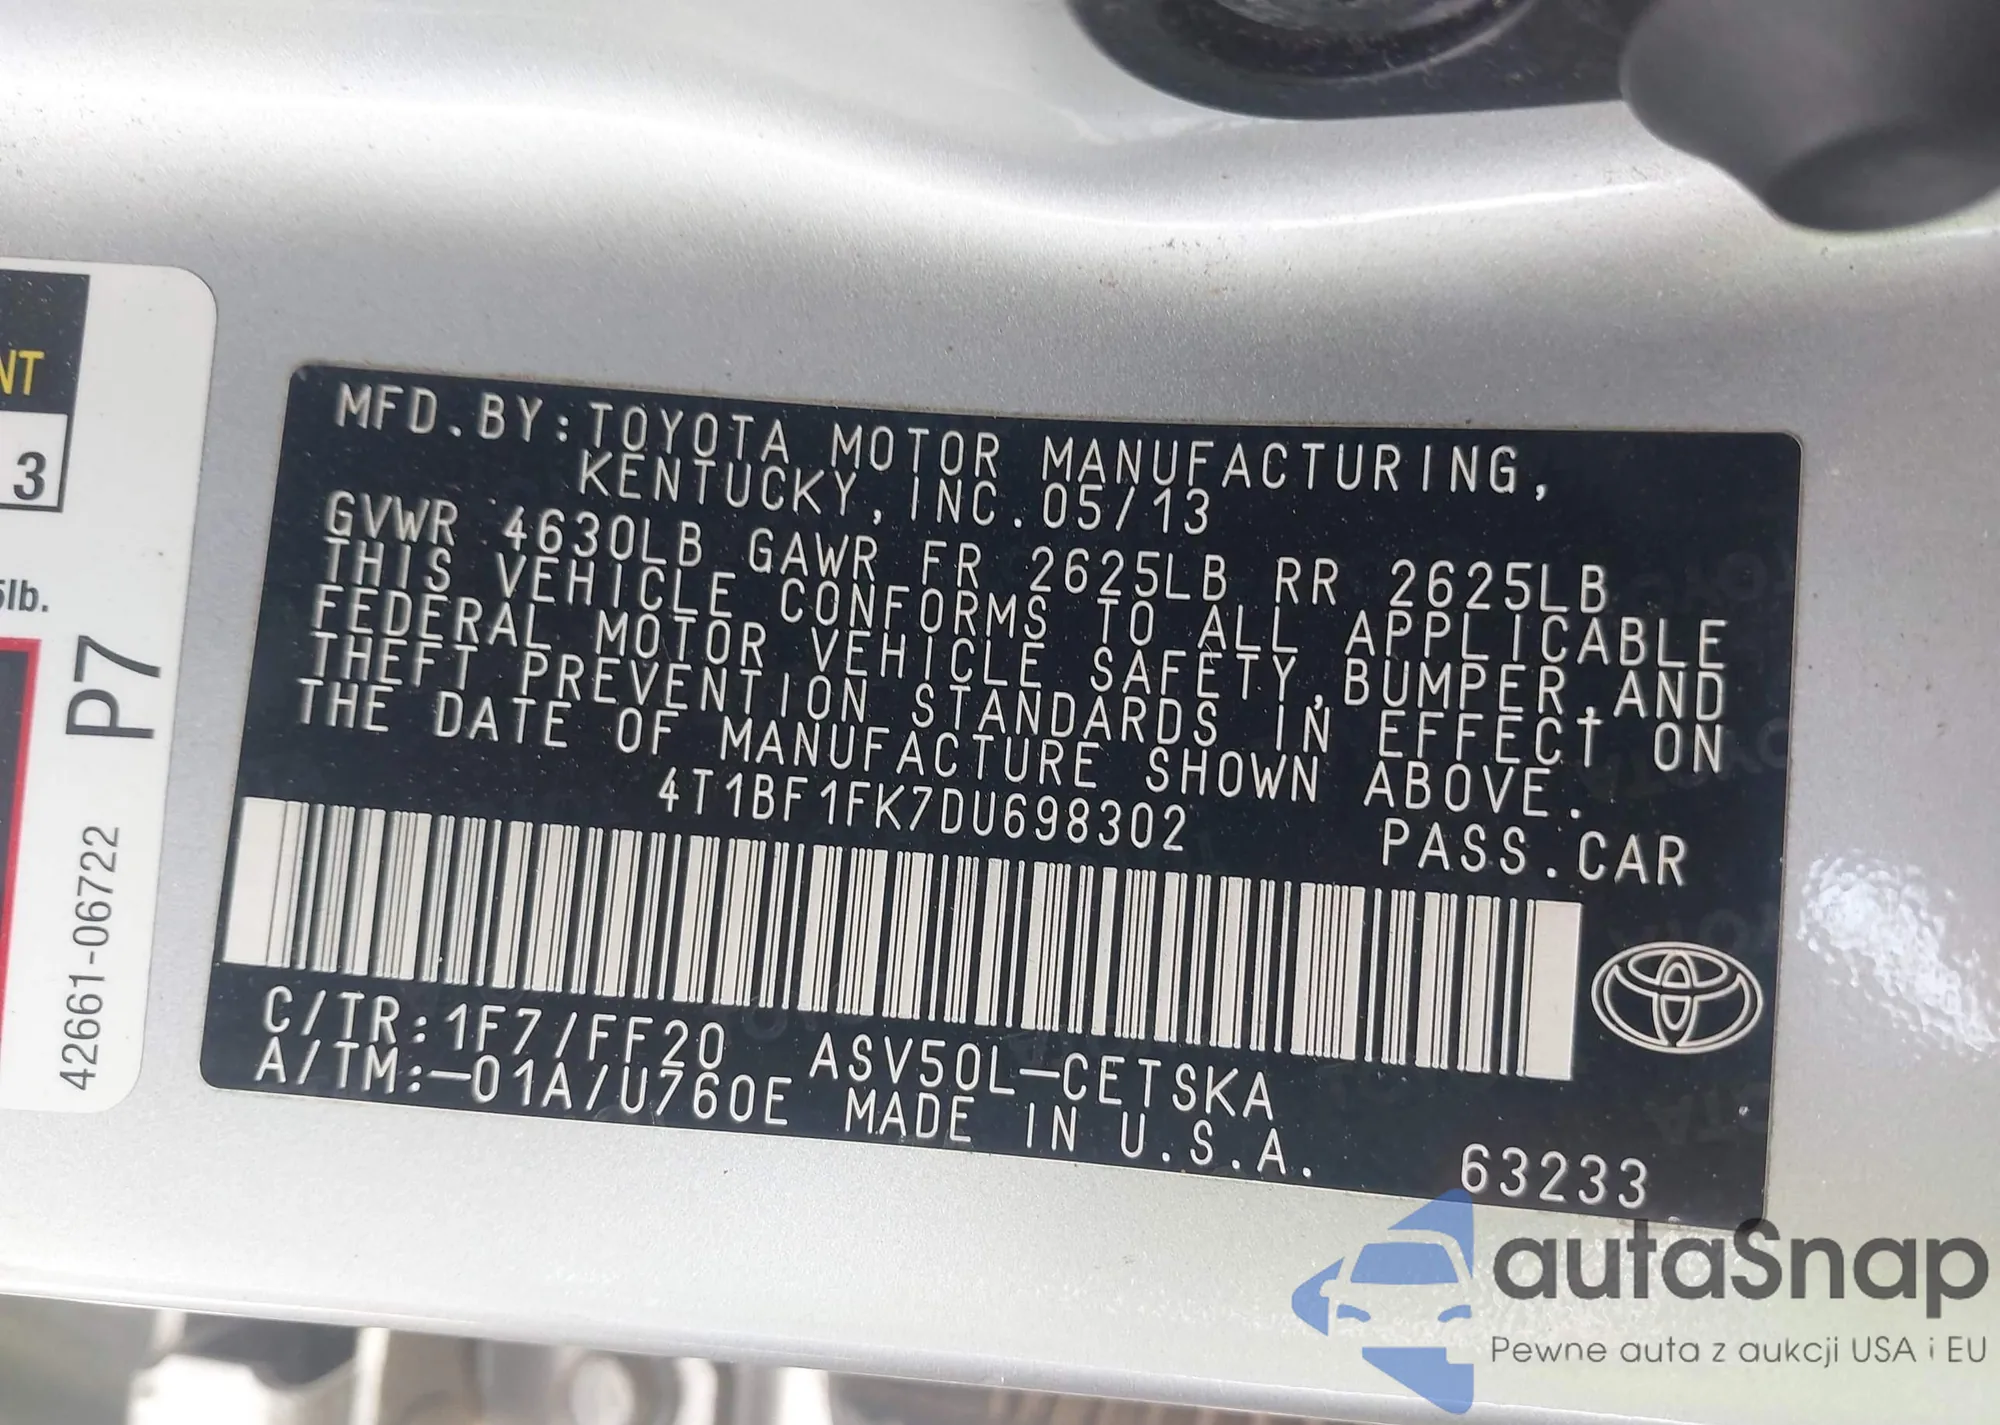 NT
3
5lb.
P7
42661-06722
MFD.BY:TOYOTA MOTOR MANUFACTURING,
KENTUCKY,INC.05/13
GVWR 4630LB GAWR FR 2625LB RR 2625LB
THIS VEHICLE CONFORMS TO ALL APPLICABLE
FEDERAL MOTOR VEHICLE SAFETY,BUMPER,AND
THEFT PREVENTION STANDARDS IN EFFECT ON
THE DATE OF MANUFACTURE SHOWN ABOVE.
4T1BF1FK7DU698302 PASS.CAR
C/TR:1F7/FF20 ASV50L-CETSKA
A/TM:-01A/U760E MADE IN U.S.A. 63233
autaSnap
Pewne auta z aukcji USA i EU